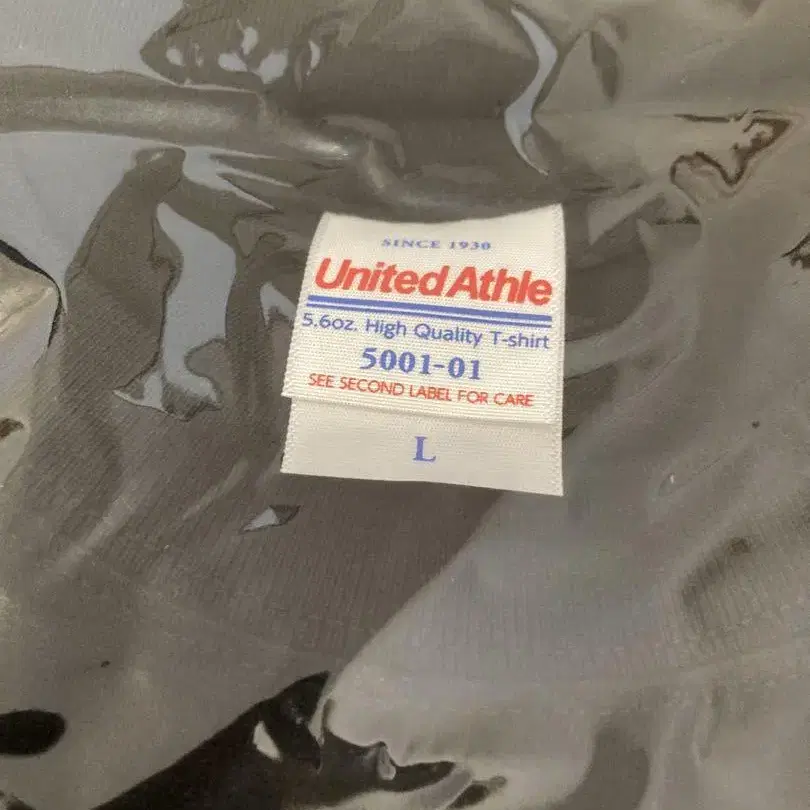 SINCE 1930
United Athle
5.6oz. High Quality T-shirt
5001-01
SEE SECOND LABEL FOR CARE
L